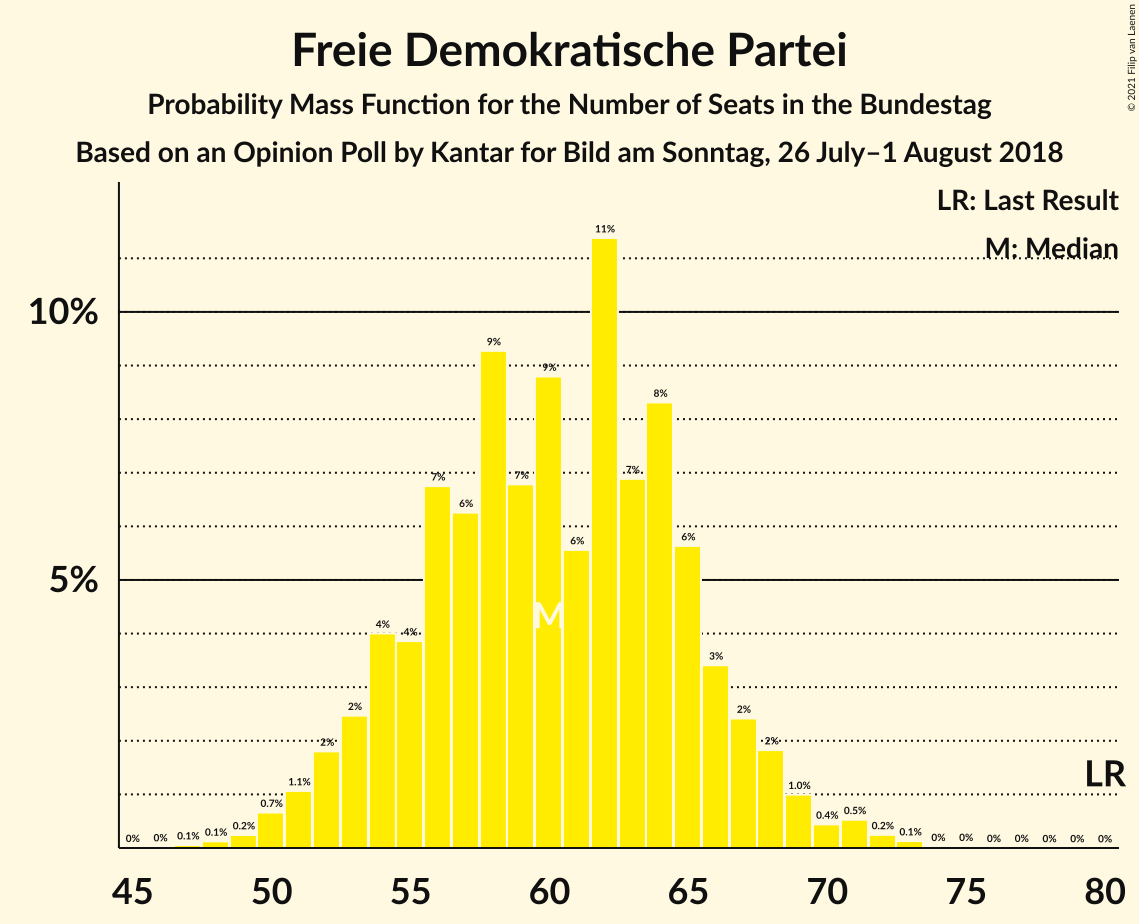 Freie Demokratische Partei
Probability Mass Function for the Number of Seats in the Bundestag
Based on an Opinion Poll by Kantar for Bild am Sonntag, 26 July–1 August 2018
© 2021 Filip van Laenen
LR: Last Result
M: Median
10%
5%
0% 0% 0.1% 0.1% 0.2% 0.7% 1.1% 2% 2% 4% 4% 7% 6% 9% 7% 9% 6% 11% 7% 8% 6% 3% 2% 2% 1.0% 0.4% 0.5% 0.2% 0.1% 0% 0% 0% 0% 0% 0% 0%
M
LR
45 50 55 60 65 70 75 80